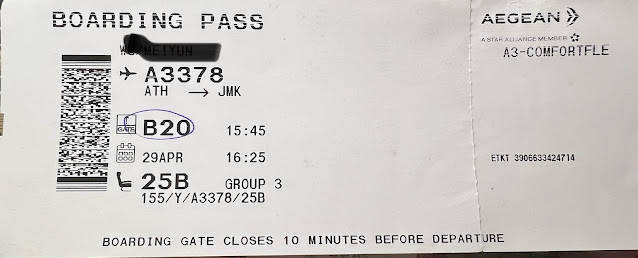 BOARDING PASS
AEGEAN
A STAR ALLIANCE MEMBER
MEIYUN
A3-COMFORTFLE
A3378
ATH → JMK
GATE B20 15:45
29APR 16:25
ETKT 3906633424714
25B GROUP 3
155/Y/A3378/25B
BOARDING GATE CLOSES 10 MINUTES BEFORE DEPARTURE